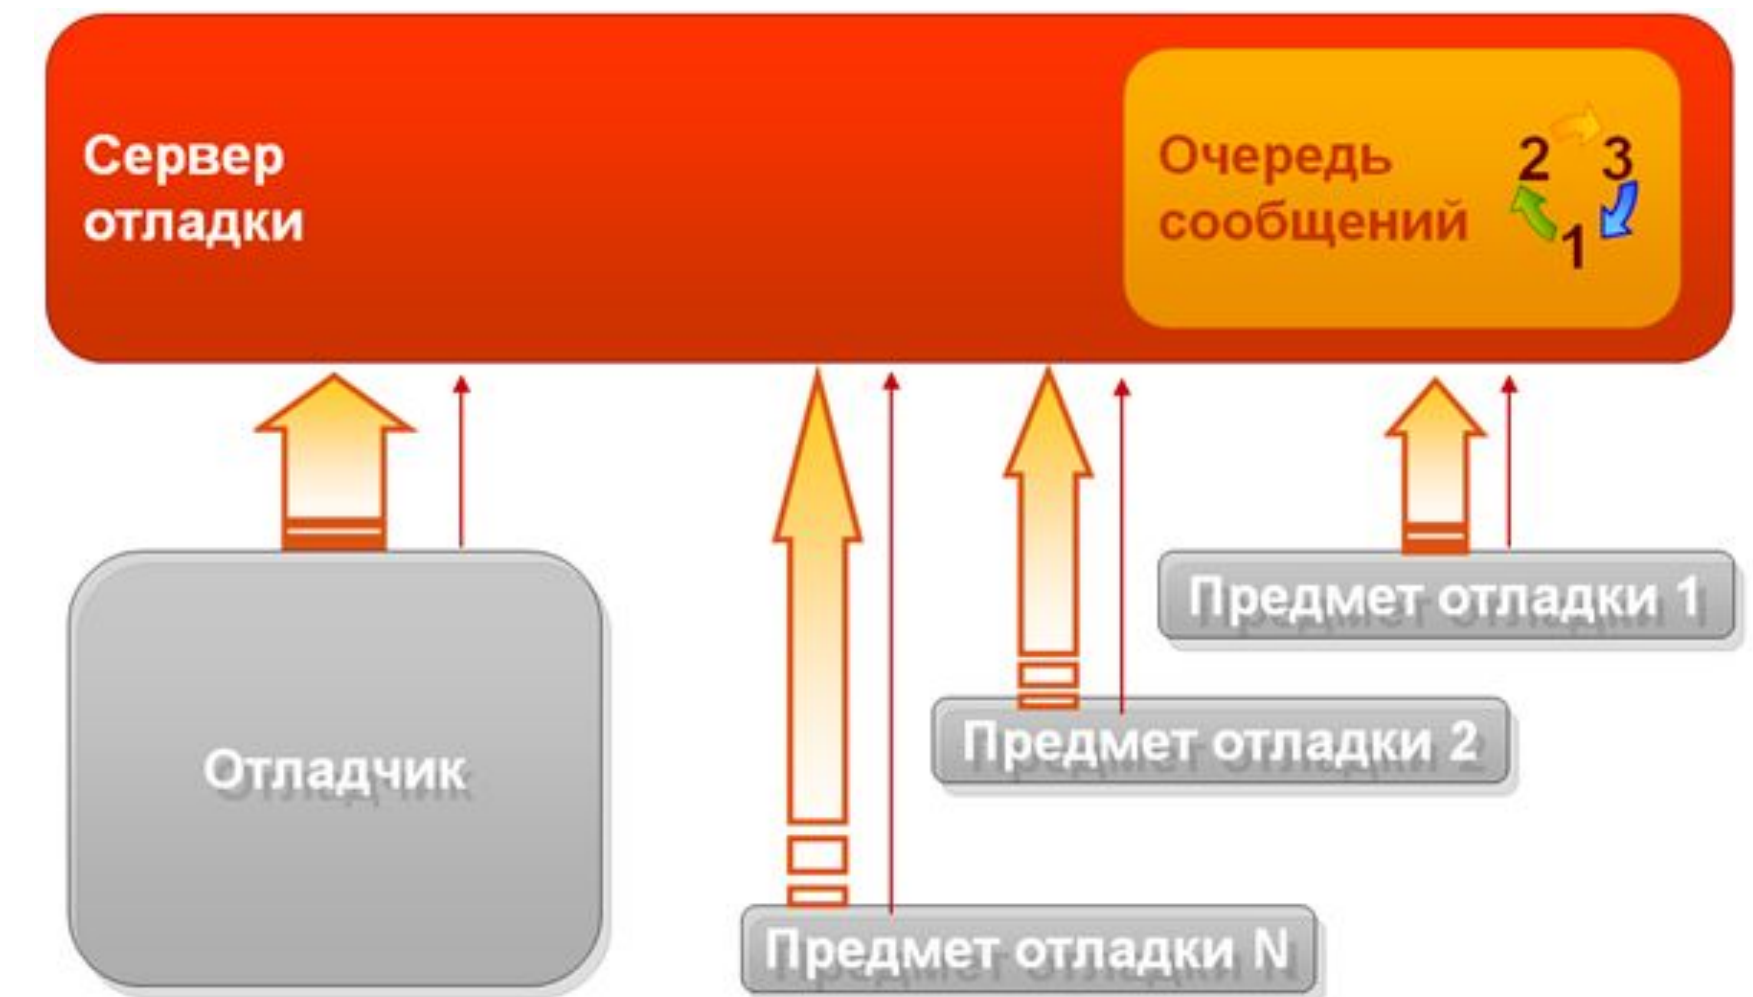 Сервер
отладки
Очередь
сообщений
2 3
1
Предмет отладки 1
Предмет отладки 2
Отладчик
Предмет отладки N